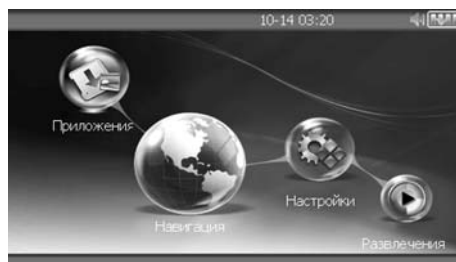 10-14 03:20
Приложения
Навигация
Настройки
Развлечения